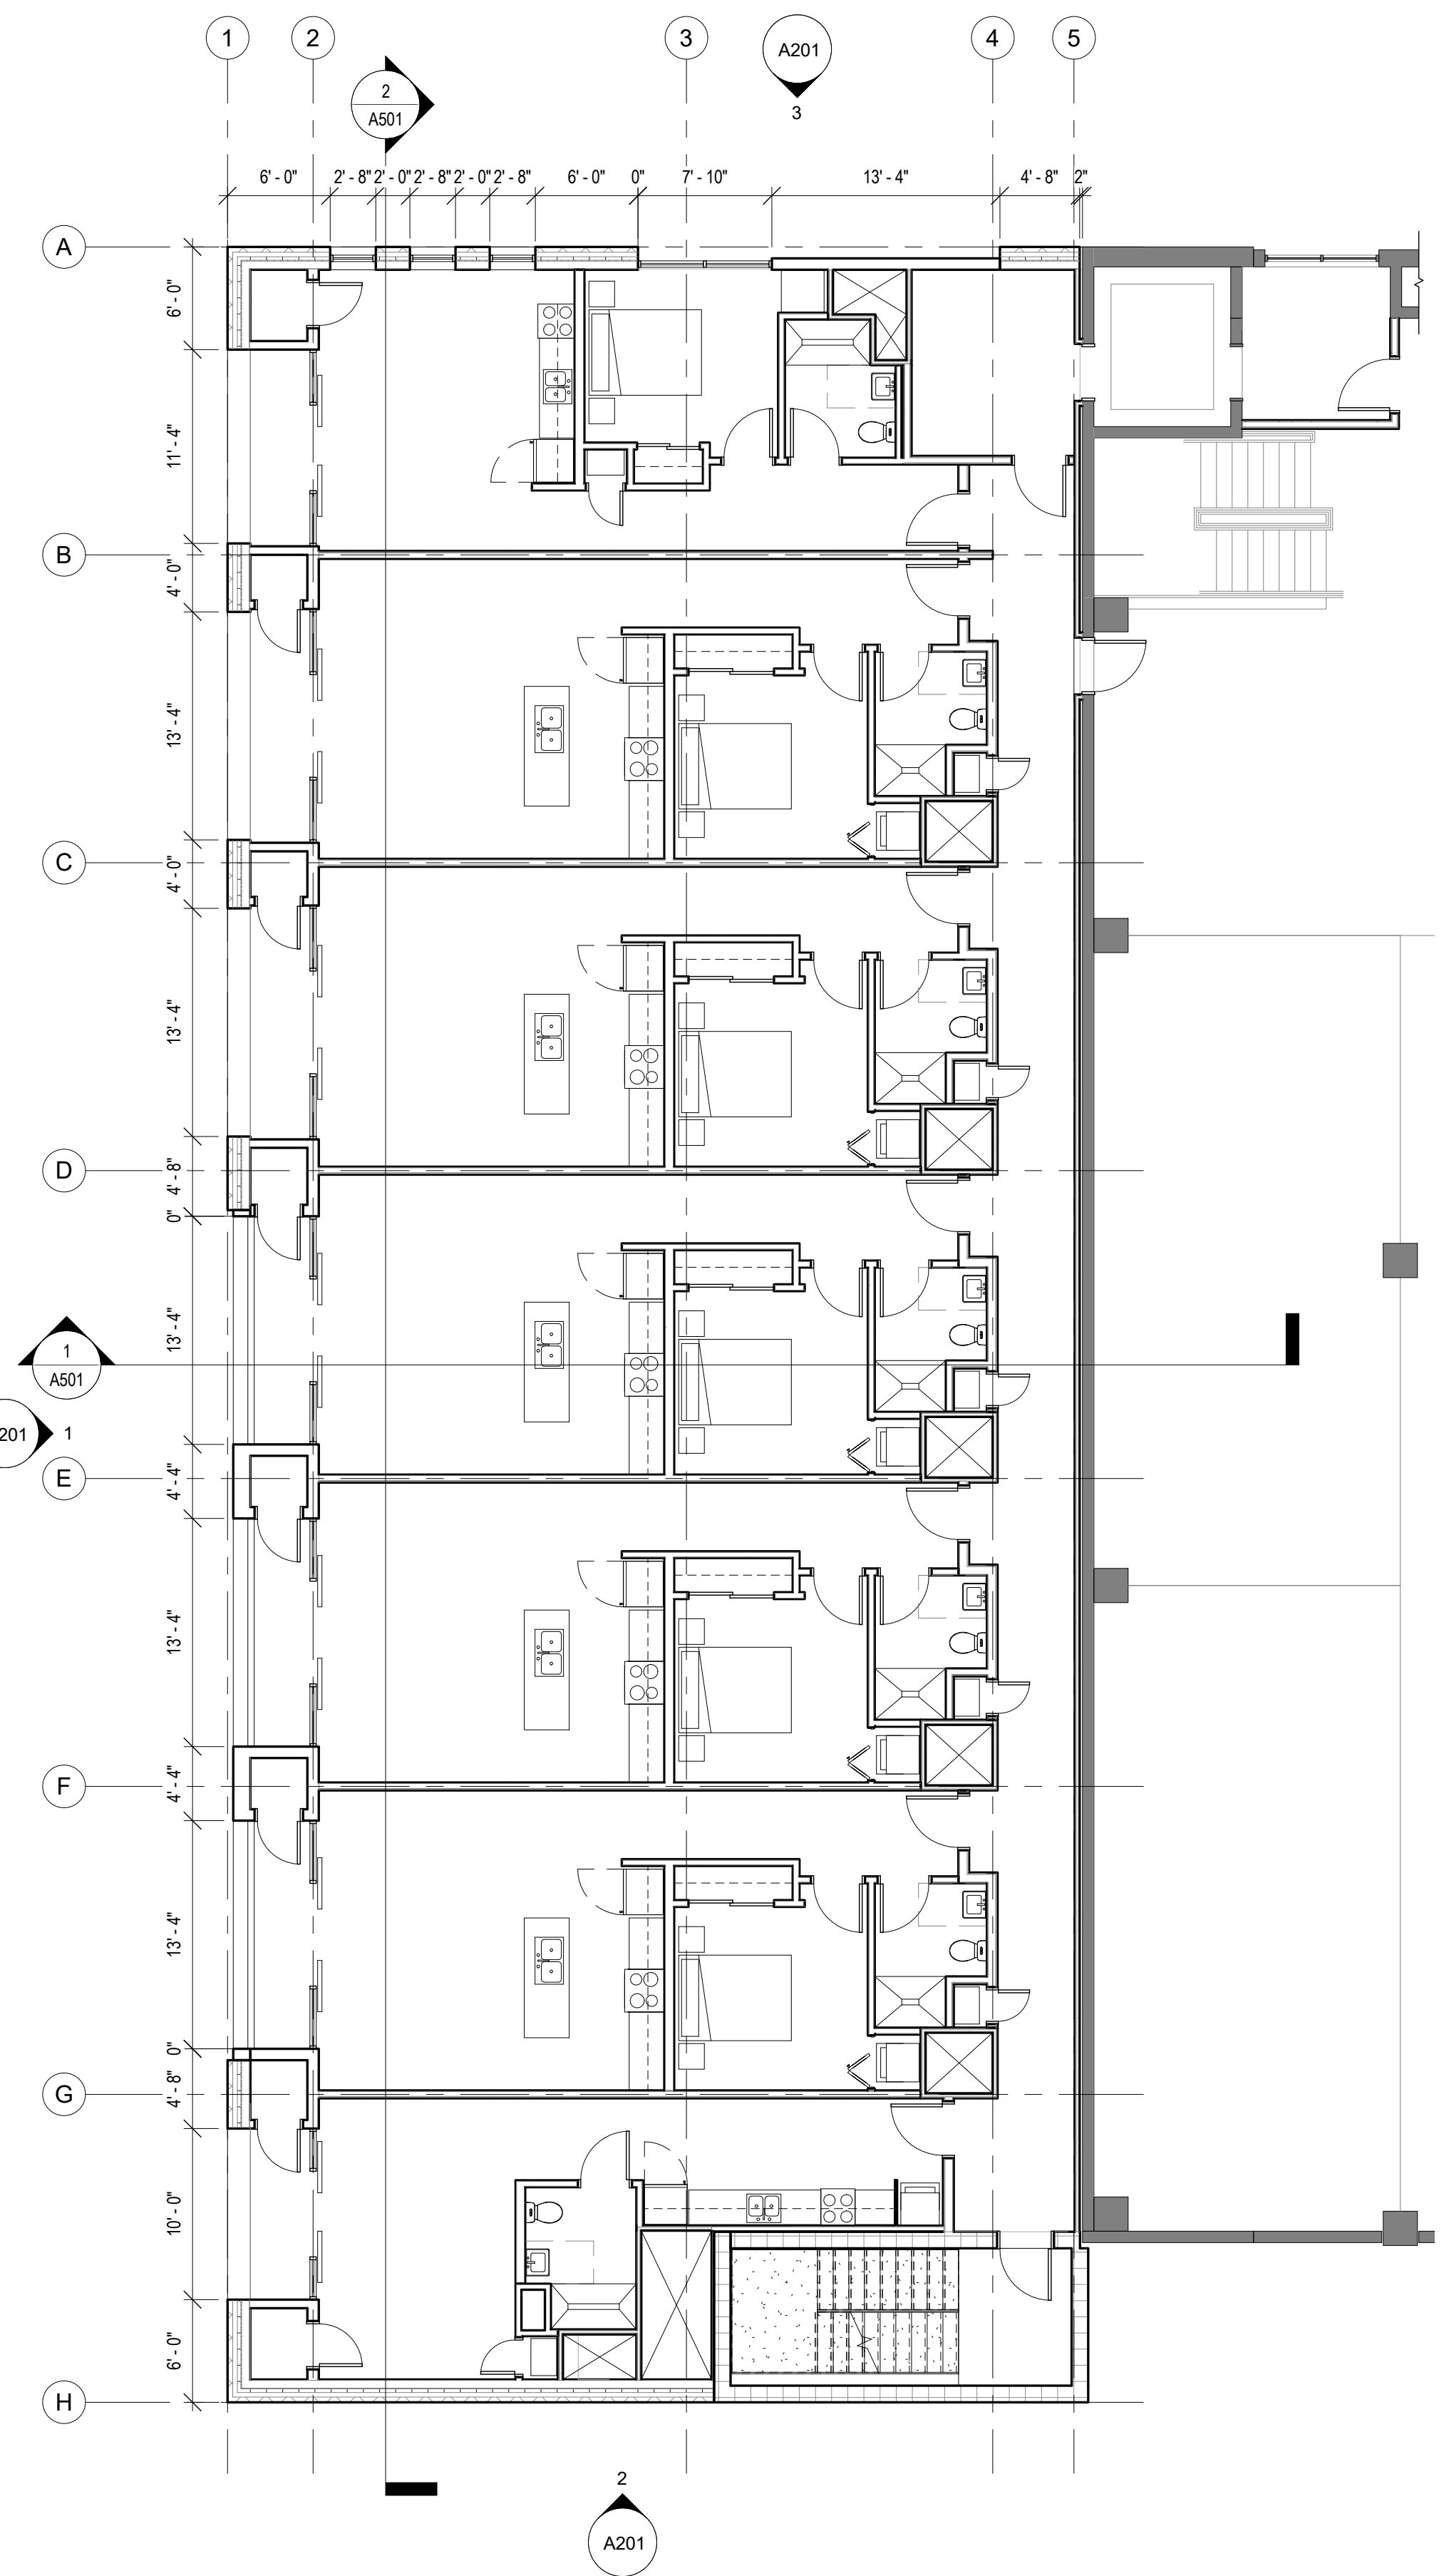 1 2 3 4 5
A201
3
2
A501
6' - 0" 2' - 8" 2' - 0" 2' - 8" 2' - 0" 2' - 8" 6' - 0" 0" 7' - 10" 13' - 4" 4' - 8" 2"
A
6' - 0"
11' - 4"
B
4' - 0"
13' - 4"
C
4' - 0"
13' - 4"
D
4' - 8"
0"
13' - 4"
1
A501
201 1
E
4' - 4"
13' - 4"
F
4' - 4"
13' - 4"
0"
G
4' - 8"
10' - 0"
6' - 0"
H
2
A201